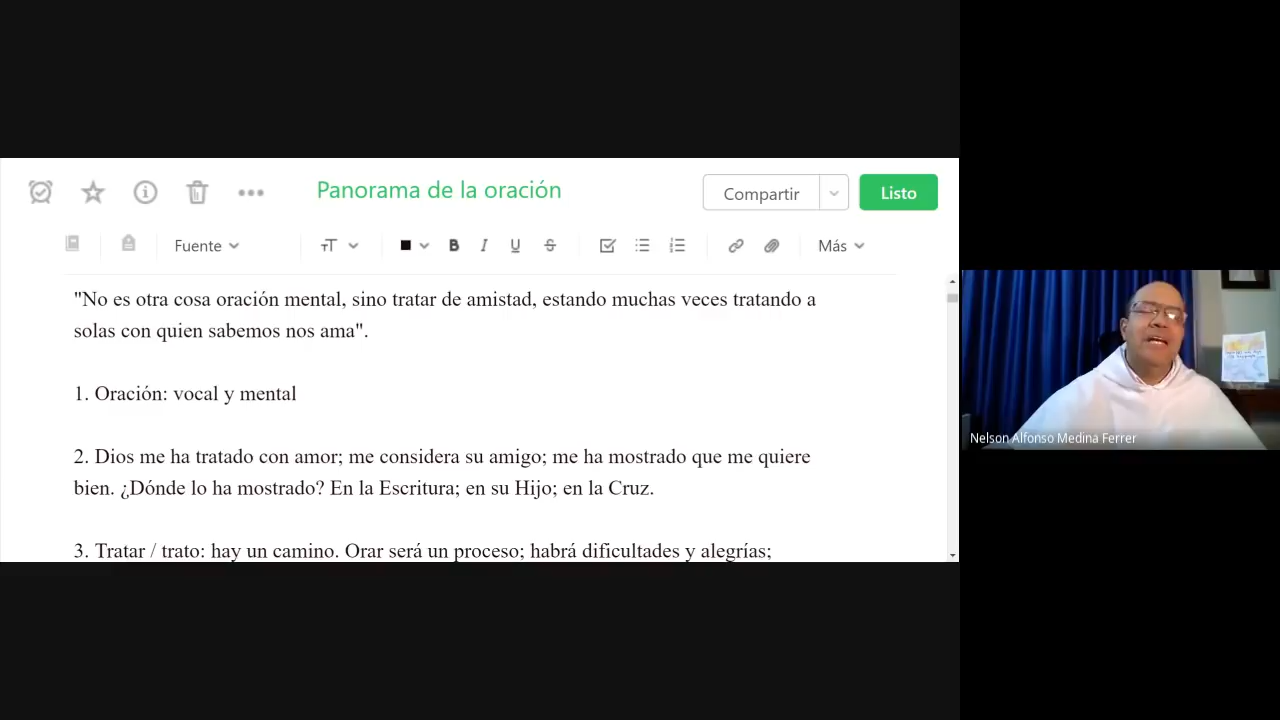 Panorama de la oración
Compartir
Listo
Fuente
Más
"No es otra cosa oración mental, sino tratar de amistad, estando muchas veces tratando a
solas con quien sabemos nos ama".
1. Oración: vocal y mental
2. Dios me ha tratado con amor; me considera su amigo; me ha mostrado que me quiere
bien. ¿Dónde lo ha mostrado? En la Escritura; en su Hijo; en la Cruz.
3. Tratar / trato: hay un camino. Orar será un proceso; habrá dificultades y alegrías;
Nelson Alfonso Medina Ferrer